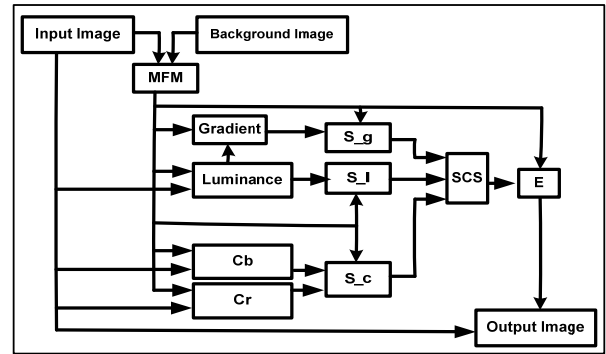 Input Image
Background Image
MFM
Gradient
S_g
Luminance
S_l
SCS
E
Cb
S_c
Cr
Output Image